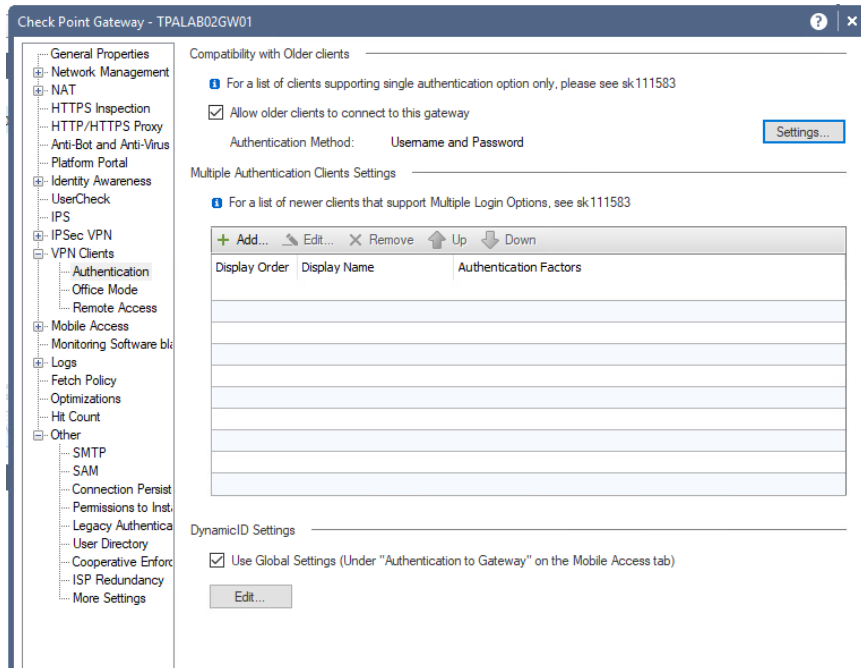 Check Point Gateway - TPALAB02GW01
General Properties
Network Management
NAT
HTTPS Inspection
HTTP/HTTPS Proxy
Anti-Bot and Anti-Virus
Platform Portal
Identity Awareness
UserCheck
IPS
IPSec VPN
VPN Clients
Authentication
Office Mode
Remote Access
Mobile Access
Monitoring Software bla
Logs
Fetch Policy
Optimizations
Hit Count
Other
SMTP
SAM
Connection Persist
Permissions to Insta
Legacy Authentica
User Directory
Cooperative Enforc
ISP Redundancy
More Settings
Compatibility with Older clients
For a list of clients supporting single authentication option only, please see sk111583
Allow older clients to connect to this gateway
Authentication Method: Username and Password
Settings...
Multiple Authentication Clients Settings
For a list of newer clients that support Multiple Login Options, see sk111583
Add... Edit... Remove Up Down
Display Order Display Name Authentication Factors
DynamicID Settings
Use Global Settings (Under "Authentication to Gateway" on the Mobile Access tab)
Edit...